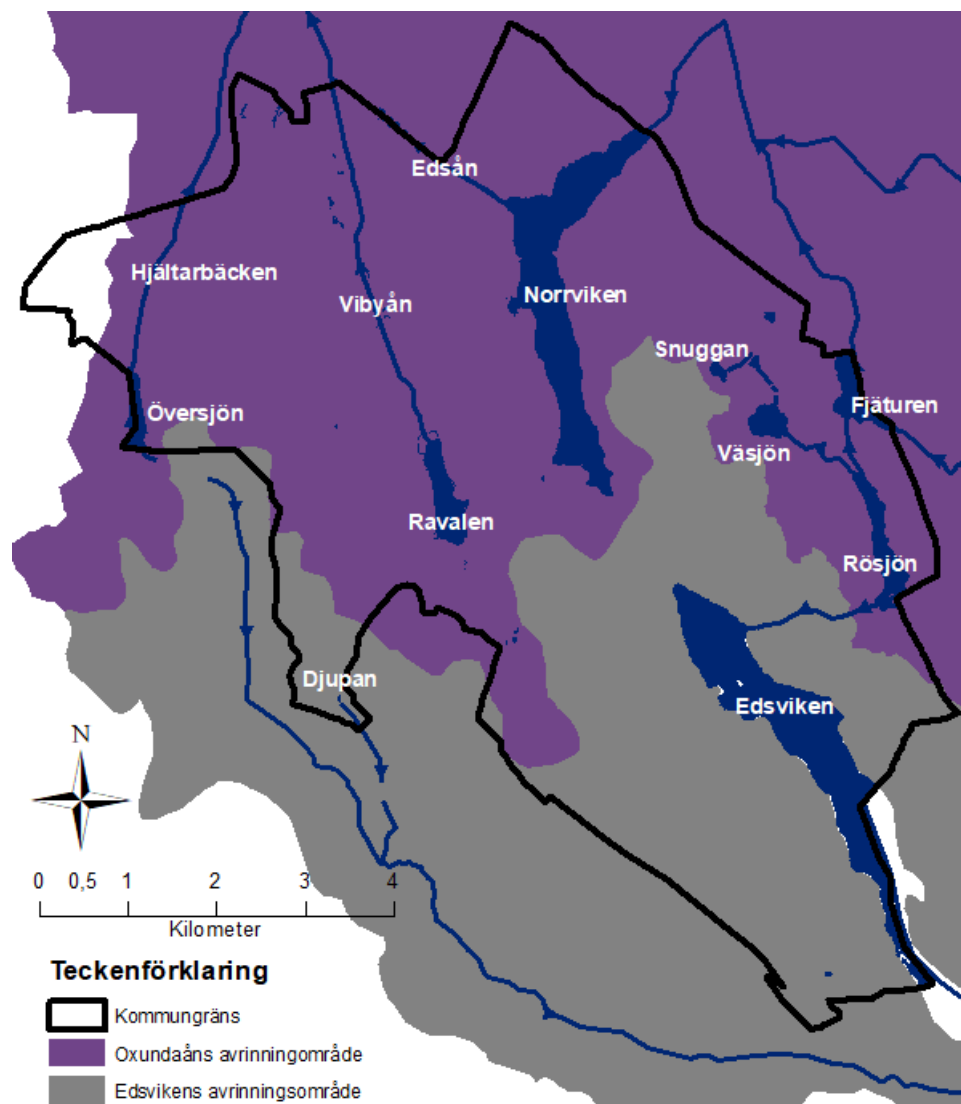 Edsån
Hjältarbäcken
Vibyån
Norrviken
Snuggan
Översjön
Fjäturen
Väsjön
Ravalen
Rösjön
Djupan
Edsviken
N
0 0,5 1 2 3 4
Kilometer
Teckenförklaring
Kommungräns
Oxundaåns avrinningområde
Edsvikens avrinningsområde